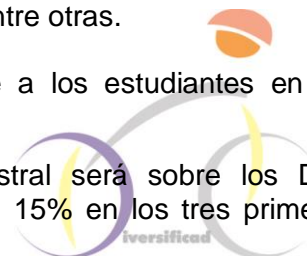 ntre otras.
a los estudiantes en
stral será sobre los D
15% en los tres prime
iversificad